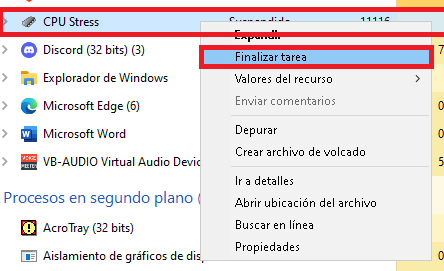 CPU Stress Suspendido 11116
Expandir
Discord (32 bits) (3) 7
Finalizar tarea
Explorador de Windows
Valores del recurso
Microsoft Edge (6) 0
Enviar comentarios
Microsoft Word 0
Depurar
VB-AUDIO Virtual Audio Devic 5
Crear archivo de volcado
Ir a detalles
Procesos en segundo plano (
Abrir ubicación del archivo
AcroTray (32 bits) 0
Buscar en línea
Aislamiento de gráficos de disp 0
Propiedades